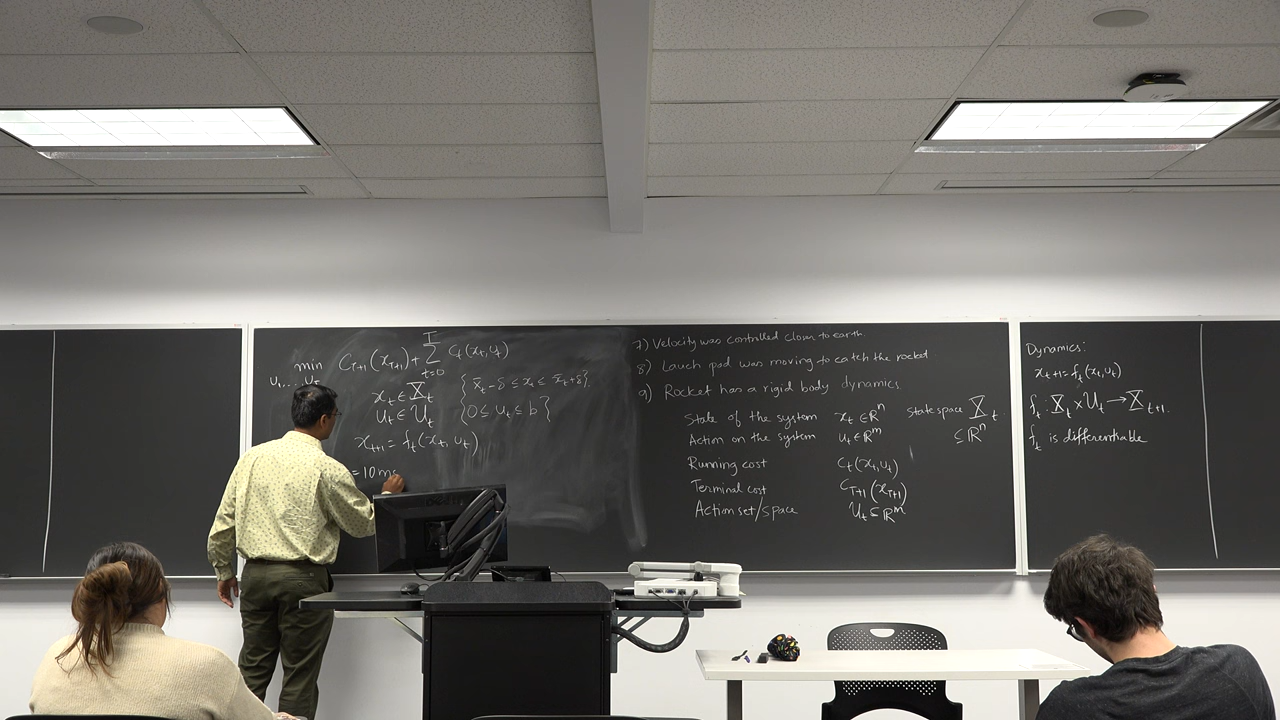 min C_{T+1}(x_{T+1}) + \sum_{t=0}^{T} C_t(x_t, u_t)
u_1, ... u_T
x_t ∈ X_t { x̄_t - δ ≤ x_t ≤ x̄_t + δ }
u_t ∈ U_t { 0 ≤ u_t ≤ b }
x_{t+1} = f_t(x_t, u_t)
= 10 ms
7) Velocity was controlled closer to earth.
8) Lauch pad was moving to catch the rocket
9) Rocket has a rigid body dynamics.
State of the system x_t ∈ ℝ^n State space X_t
Action on the system u_t ∈ ℝ^m ⊆ ℝ^n
Running cost C_t(x_t, u_t)
Terminal cost C_{T+1}(x_{T+1})
Action set/space U_t ⊆ ℝ^m
Dynamics:
x_{t+1} = f_t(x_t, u_t)
f_t : X_t × U_t → X_{t+1}.
f_t is differentiable